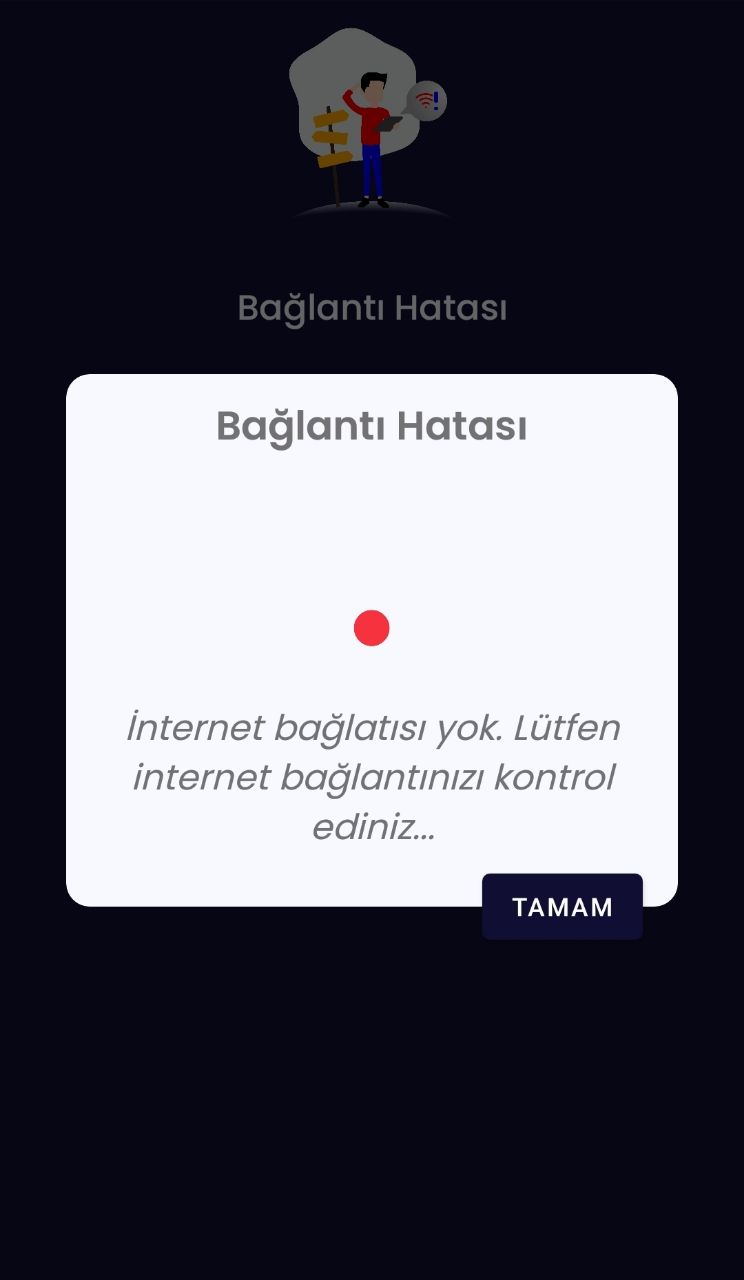 Bağlantı Hatası
Bağlantı Hatası
İnternet bağlatısı yok. Lütfen
internet bağlantınızı kontrol
ediniz...
TAMAM